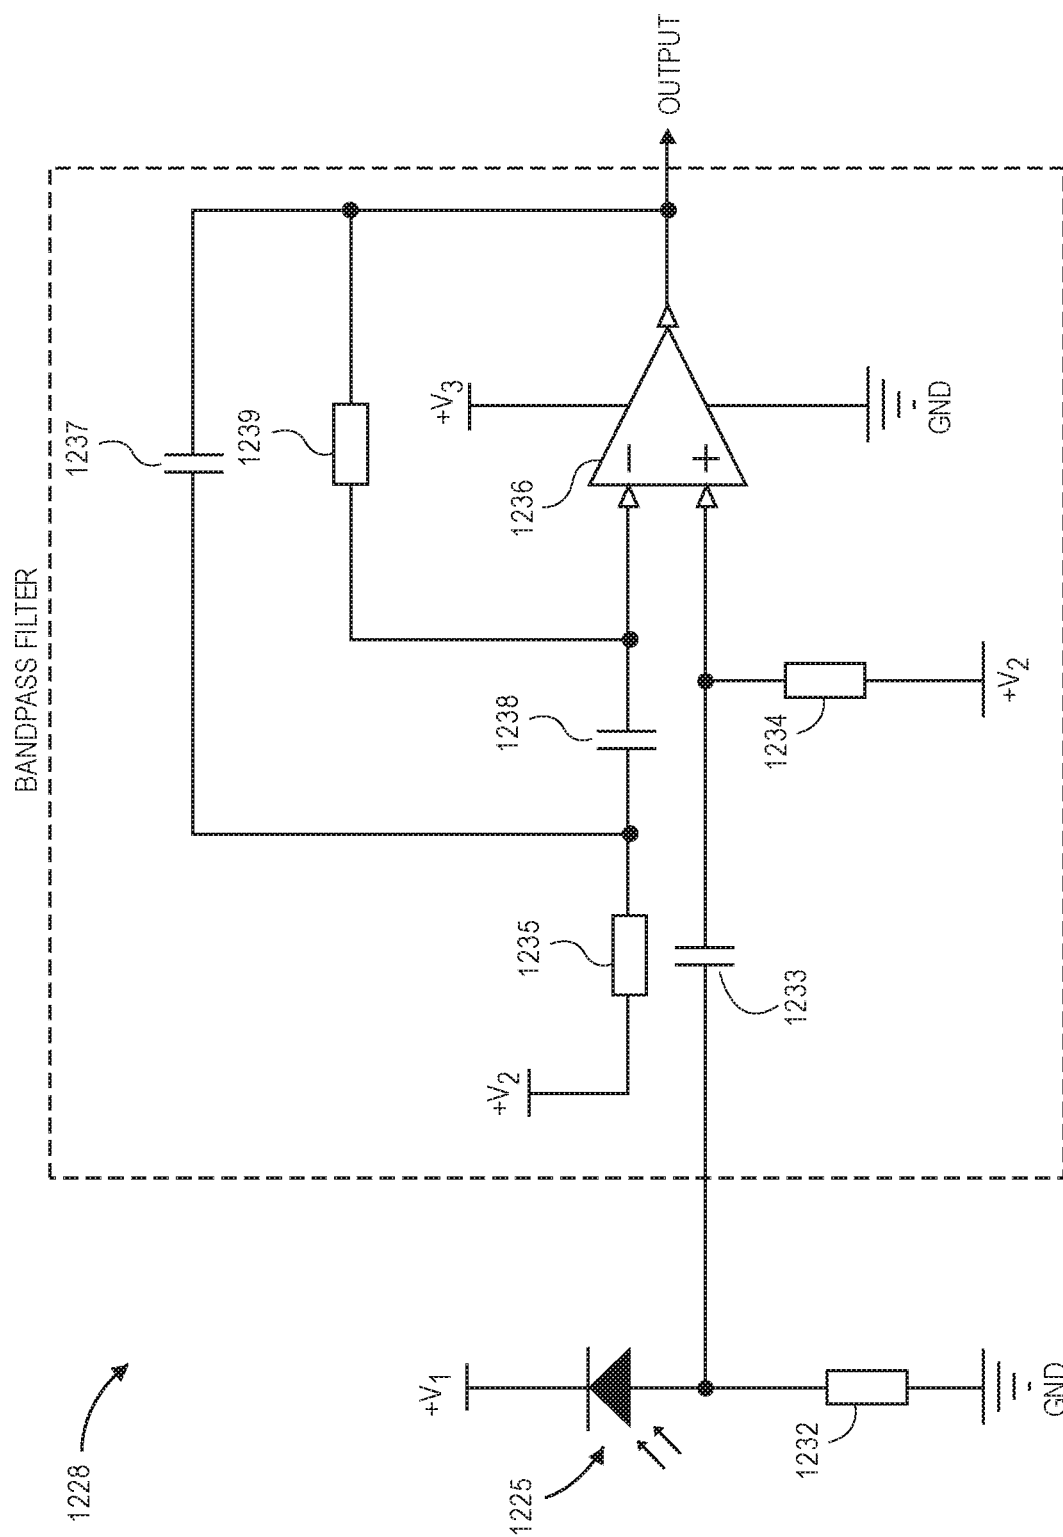 BANDPASS FILTER
1237
1239
+V3
1236
OUTPUT
GND
1238
1234
+V2
1235
1233
+V2
1228
+V1
1225
1232
GND